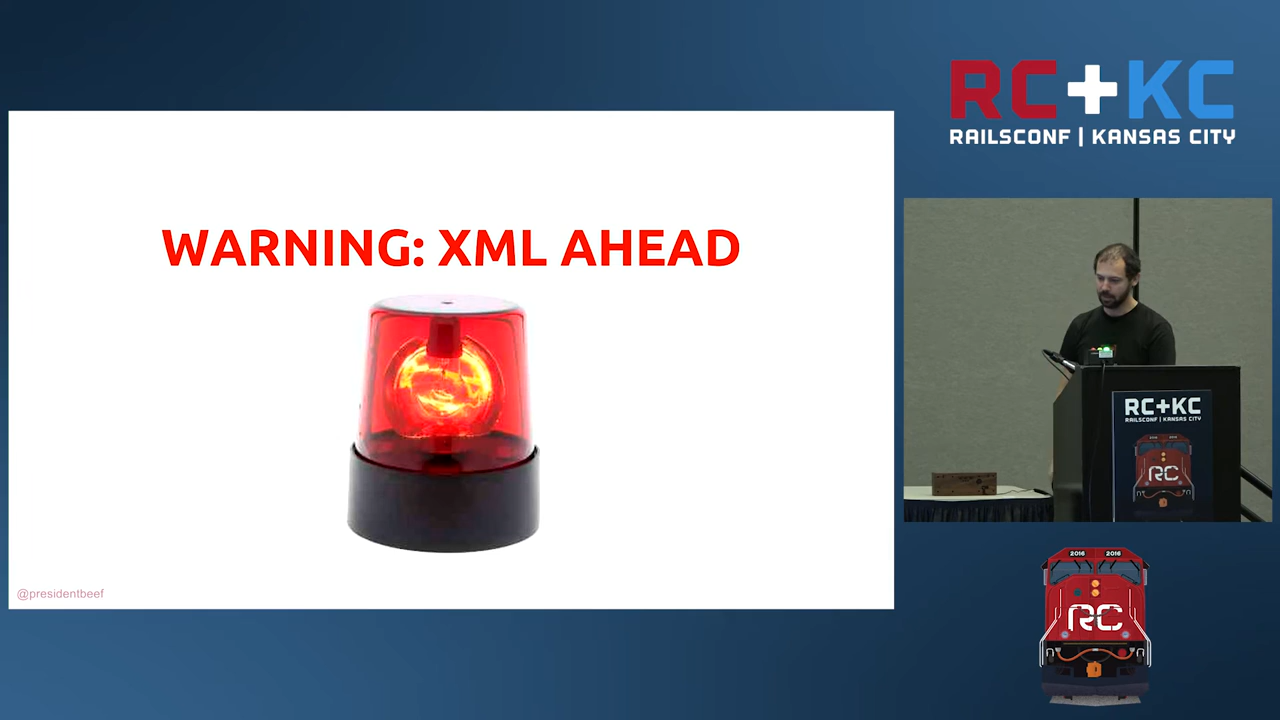 WARNING: XML AHEAD
@presidentbeef
RC+KC
RAILSCONF | KANSAS CITY
RC+KC
RAILSCONF | KANSAS CITY
RC
2016 2016
RC